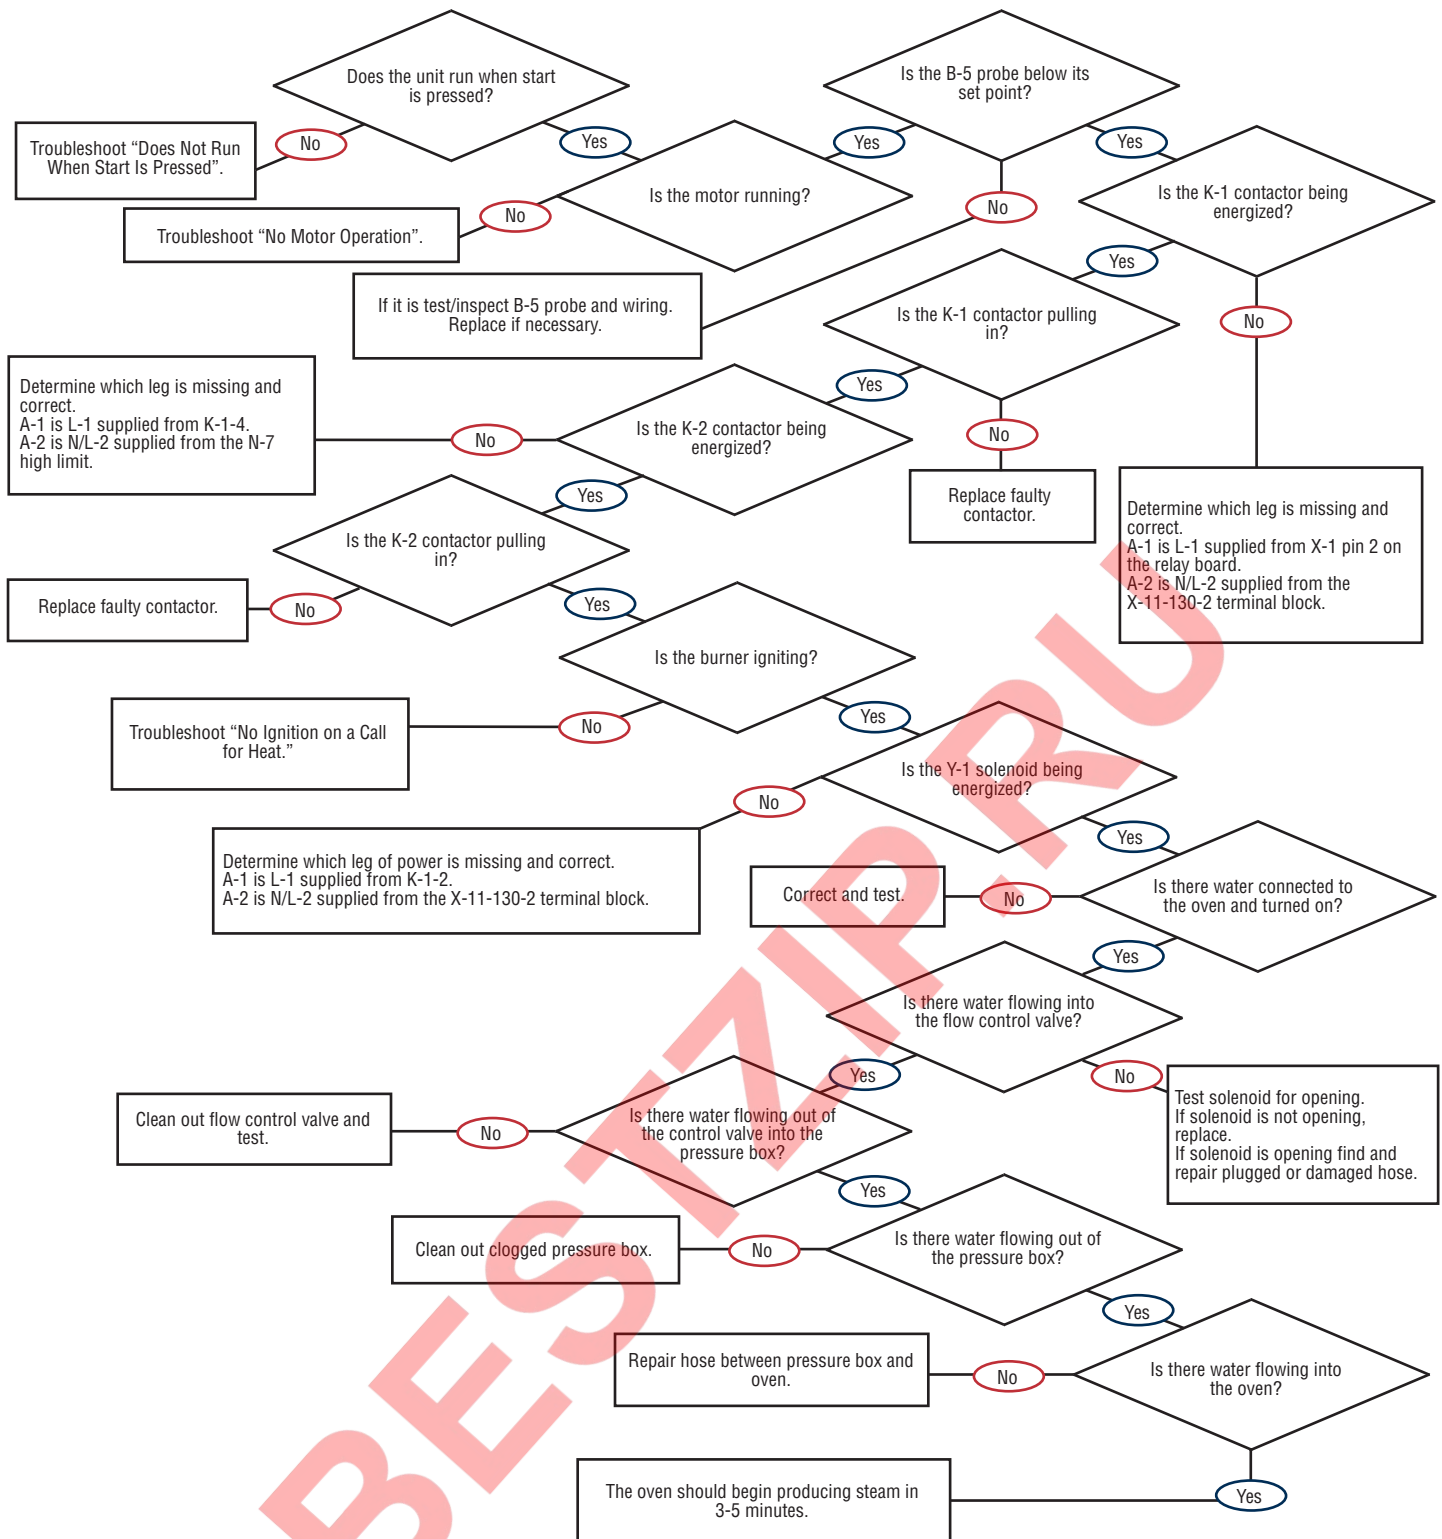 Does the unit run when start
is pressed?
Is the B-5 probe below its
set point?
No
Yes
Yes
Yes
Troubleshoot “Does Not Run
When Start Is Pressed”.
Is the motor running?
Is the K-1 contactor being
energized?
No
No
Troubleshoot “No Motor Operation”.
Yes
If it is test/inspect B-5 probe and wiring.
Replace if necessary.
Is the K-1 contactor pulling
in?
No
Determine which leg is missing and
correct.
A-1 is L-1 supplied from K-1-4.
A-2 is N/L-2 supplied from the N-7
high limit.
Yes
No
Is the K-2 contactor being
energized?
No
Yes
Replace faulty
contactor.
Determine which leg is missing and
correct.
A-1 is L-1 supplied from X-1 pin 2 on
the relay board.
A-2 is N/L-2 supplied from the
X-11-130-2 terminal block.
Is the K-2 contactor pulling
in?
Replace faulty contactor.
No
Yes
Is the burner igniting?
Troubleshoot “No Ignition on a Call
for Heat.”
No
Yes
Is the Y-1 solenoid being
energized?
No
Yes
Determine which leg of power is missing and correct.
A-1 is L-1 supplied from K-1-2.
A-2 is N/L-2 supplied from the X-11-130-2 terminal block.
Correct and test.
No
Is there water connected to
the oven and turned on?
Yes
Is there water flowing into
the flow control valve?
Yes
No
Clean out flow control valve and
test.
No
Is there water flowing out of
the control valve into the
pressure box?
Test solenoid for opening.
If solenoid is not opening,
replace.
If solenoid is opening find and
repair plugged or damaged hose.
Yes
Clean out clogged pressure box.
No
Is there water flowing out of
the pressure box?
Yes
Repair hose between pressure box and
oven.
No
Is there water flowing into
the oven?
The oven should begin producing steam in
3-5 minutes.
Yes
BESTZIP.RU